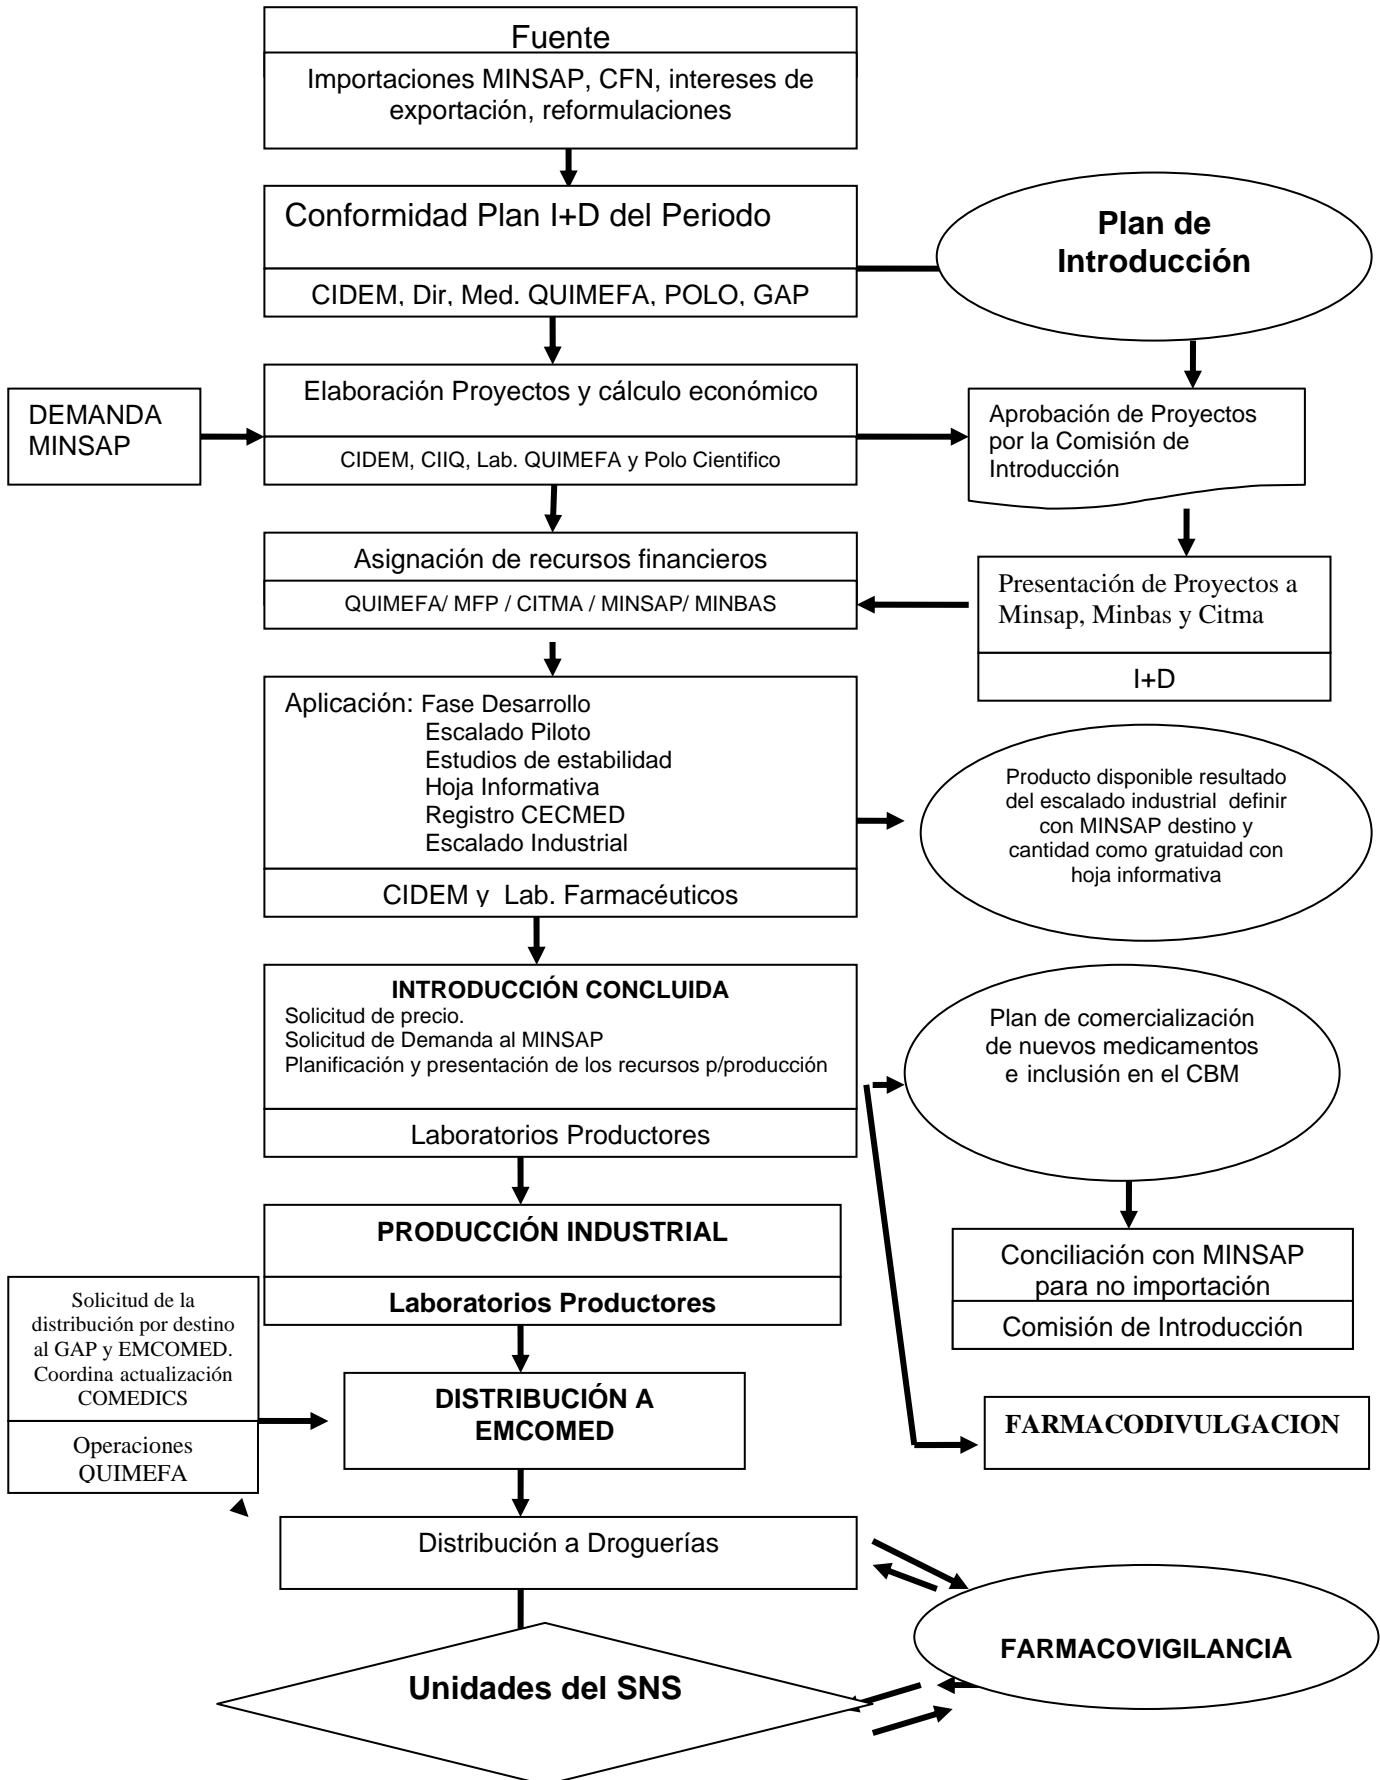 Fuente
Importaciones MINSAP, CFN, intereses de
exportación, reformulaciones
Conformidad Plan I+D del Periodo
CIDEM, Dir, Med. QUIMEFA, POLO, GAP
Plan de
Introducción
DEMANDA
MINSAP
Elaboración Proyectos y cálculo económico
CIDEM, CIIQ, Lab. QUIMEFA y Polo Cientifico
Aprobación de Proyectos
por la Comisión de
Introducción
Asignación de recursos financieros
QUIMEFA/ MFP / CITMA / MINSAP/ MINBAS
Presentación de Proyectos a
Minsap, Minbas y Citma
I+D
Aplicación: Fase Desarrollo
Escalado Piloto
Estudios de estabilidad
Hoja Informativa
Registro CECMED
Escalado Industrial
CIDEM y Lab. Farmacéuticos
Producto disponible resultado
del escalado industrial definir
con MINSAP destino y
cantidad como gratuidad con
hoja informativa
INTRODUCCIÓN CONCLUIDA
Solicitud de precio.
Solicitud de Demanda al MINSAP
Planificación y presentación de los recursos p/producción
Laboratorios Productores
Plan de comercialización
de nuevos medicamentos
e inclusión en el CBM
PRODUCCIÓN INDUSTRIAL
Laboratorios Productores
Conciliación con MINSAP
para no importación
Comisión de Introducción
Solicitud de la
distribución por destino
al GAP y EMCOMED.
Coordina actualización
COMEDICS
Operaciones
QUIMEFA
DISTRIBUCIÓN A
EMCOMED
FARMACODIVULGACION
Distribución a Droguerías
FARMACOVIGILANCIA
Unidades del SNS